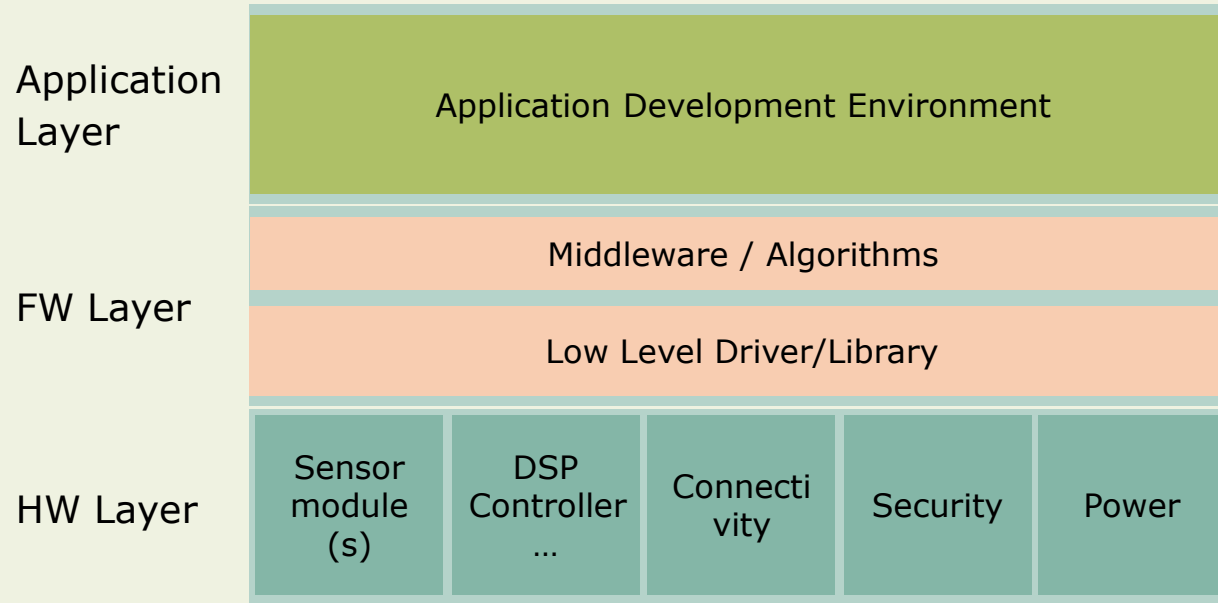 Application
Layer
Application Development Environment
FW Layer
Middleware / Algorithms
Low Level Driver/Library
HW Layer
Sensor
module
(s)
DSP
Controller
…
Connecti
vity
Security
Power